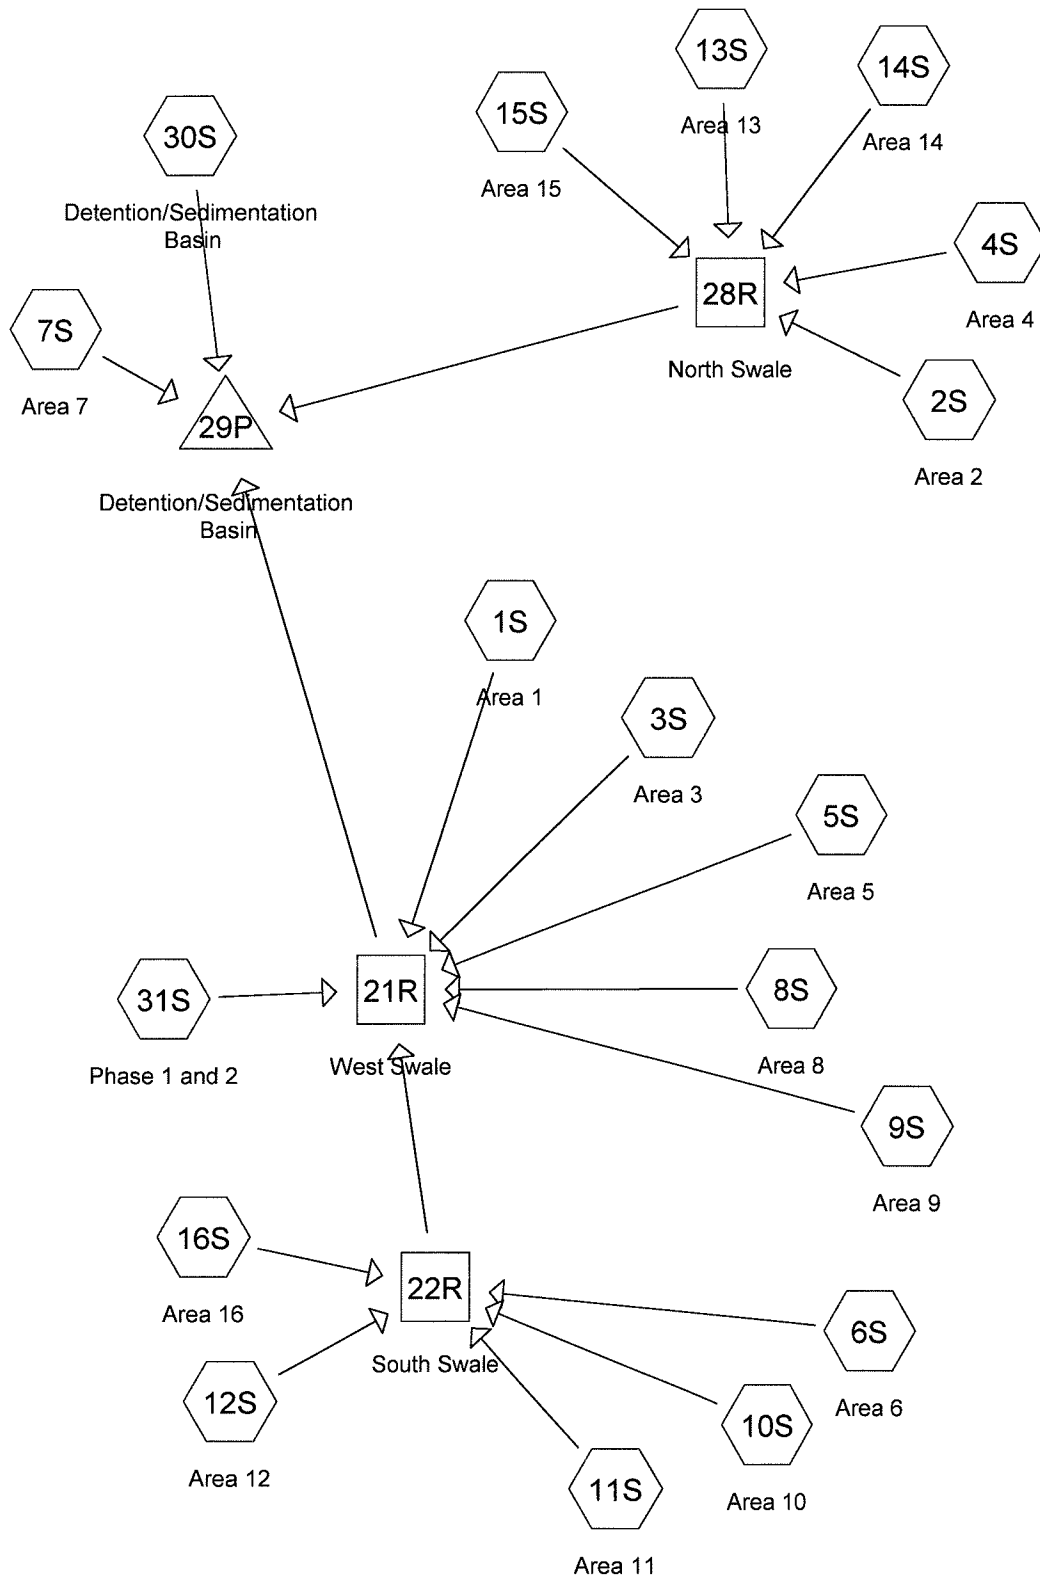 13S
Area 13
14S
Area 14
15S
Area 15
30S
Detention/Sedimentation
Basin
4S
Area 4
28R
North Swale
7S
Area 7
2S
Area 2
29P
Detention/Sedimentation
Basin
1S
Area 1
3S
Area 3
5S
Area 5
31S
Phase 1 and 2
21R
West Swale
8S
Area 8
9S
Area 9
16S
Area 16
22R
South Swale
6S
Area 6
12S
Area 12
10S
Area 10
11S
Area 11